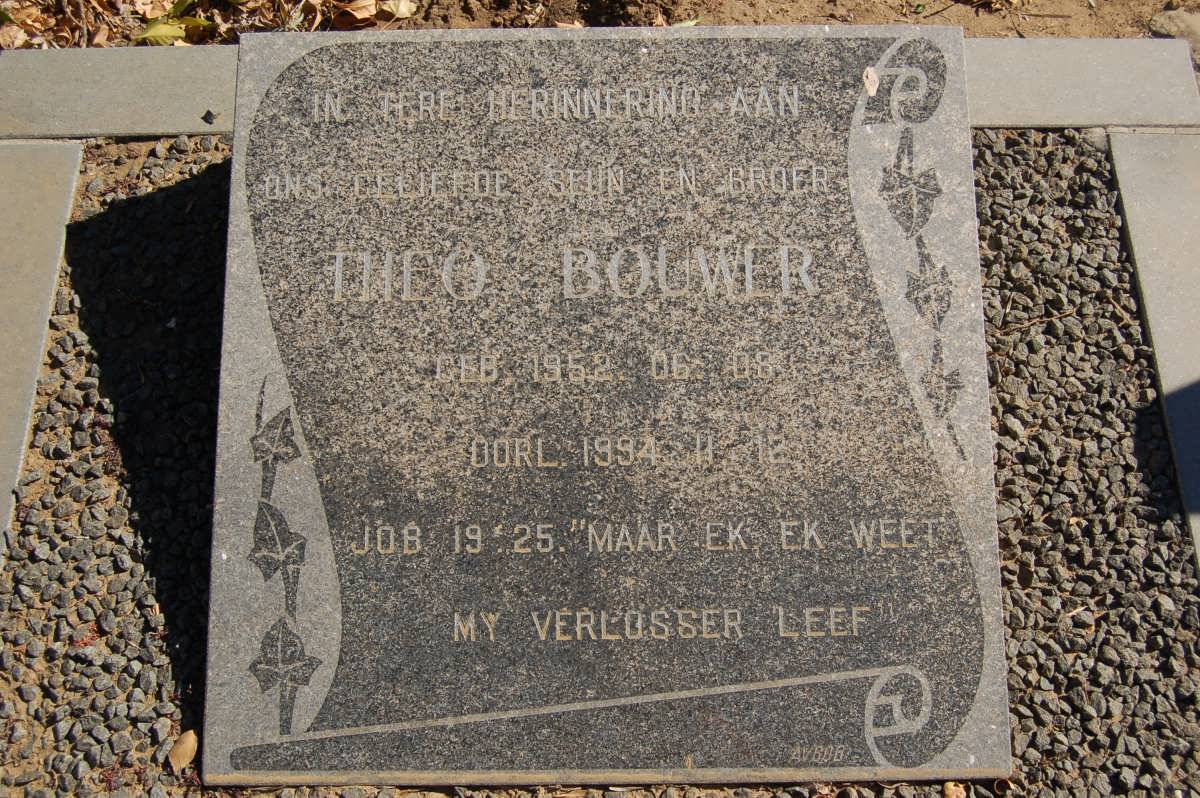 IN TERE HERINNERING AAN
ONS GELIEFDE SEUN EN BROER
THEO BOUWER
GEB. 1952. 06. 08.
OORL. 1994. 11. 12.
JOB 19:25. "MAAR EK, EK WEET,
MY VERLOSSER LEEF"
AVBOB